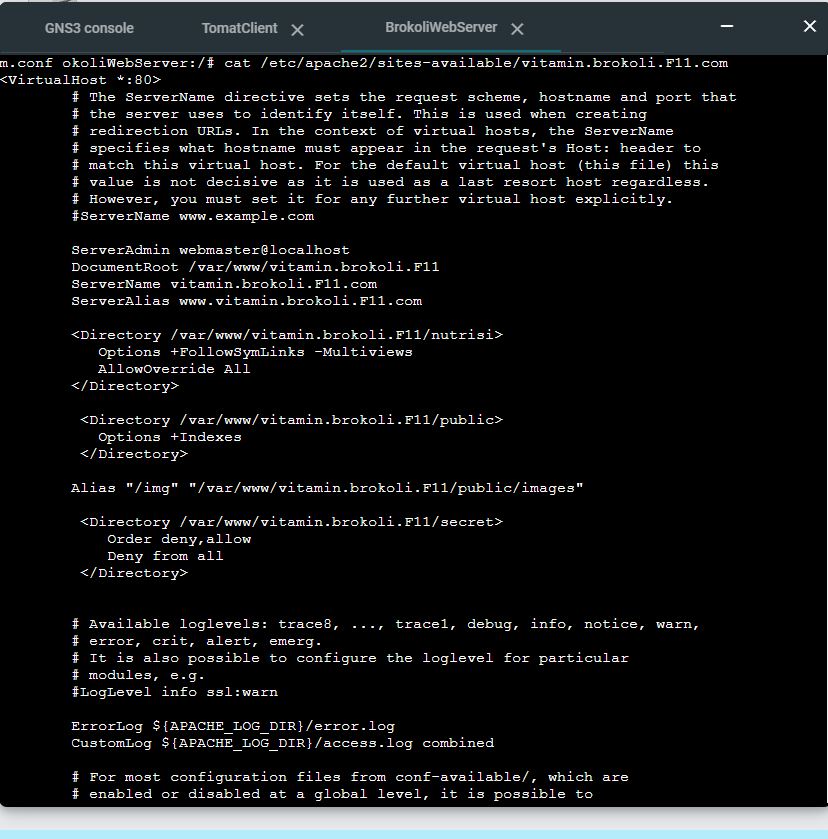 GNS3 console TomatClient BrokoliWebServer
m.conf okoliWebServer:/# cat /etc/apache2/sites-available/vitamin.brokoli.F11.com
<VirtualHost *:80>
# The ServerName directive sets the request scheme, hostname and port that
# the server uses to identify itself. This is used when creating
# redirection URLs. In the context of virtual hosts, the ServerName
# specifies what hostname must appear in the request's Host: header to
# match this virtual host. For the default virtual host (this file) this
# value is not decisive as it is used as a last resort host regardless.
# However, you must set it for any further virtual host explicitly.
#ServerName www.example.com
ServerAdmin webmaster@localhost
DocumentRoot /var/www/vitamin.brokoli.F11
ServerName vitamin.brokoli.F11.com
ServerAlias www.vitamin.brokoli.F11.com
<Directory /var/www/vitamin.brokoli.F11/nutrisi>
Options +FollowSymLinks -Multiviews
AllowOverride All
</Directory>
<Directory /var/www/vitamin.brokoli.F11/public>
Options +Indexes
</Directory>
Alias "/img" "/var/www/vitamin.brokoli.F11/public/images"
<Directory /var/www/vitamin.brokoli.F11/secret>
Order deny,allow
Deny from all
</Directory>
# Available loglevels: trace8, ..., trace1, debug, info, notice, warn,
# error, crit, alert, emerg.
# It is also possible to configure the loglevel for particular
# modules, e.g.
#LogLevel info ssl:warn
ErrorLog ${APACHE_LOG_DIR}/error.log
CustomLog ${APACHE_LOG_DIR}/access.log combined
# For most configuration files from conf-available/, which are
# enabled or disabled at a global level, it is possible to